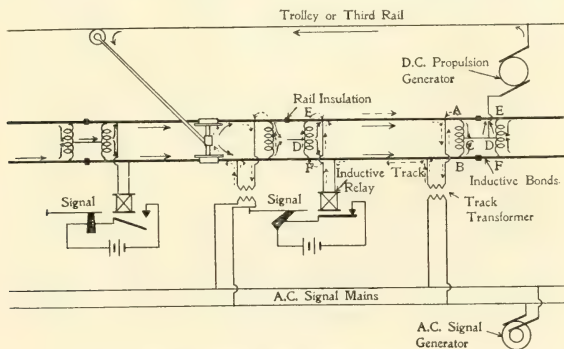 Trolley or Third Rail
D.C. Propulsion
Generator
Rail Insulation
E
A
E
D
C
D
F
B
F
Inductive
Relay
Track
Inductive Bonds.
Signal
Signal
Track
Transformer
A.C. Signal Mains
A.C. Signal
Generator